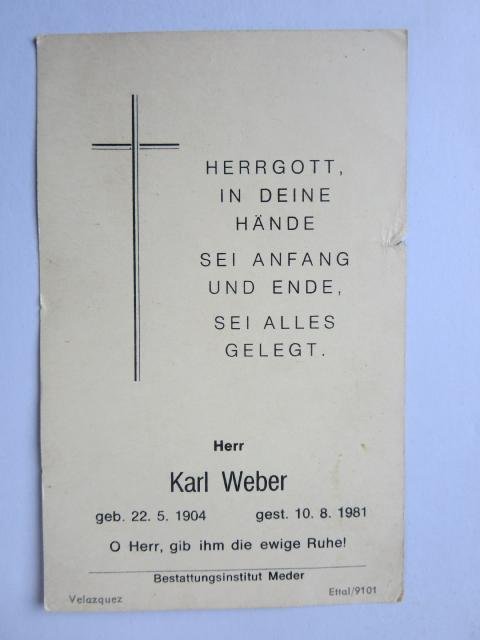 HERRGOTT,
IN DEINE
HÄNDE
SEI ANFANG
UND ENDE,
SEI ALLES
GELEGT.
Herr
Karl Weber
geb. 22. 5. 1904 gest. 10. 8. 1981
O Herr, gib ihm die ewige Ruhe!
Bestattungsinstitut Meder
Velazquez Ettal/9101